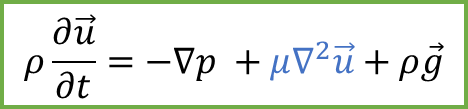 ρ ∂u⃗/∂t = −∇p + μ∇²u⃗ + ρg⃗